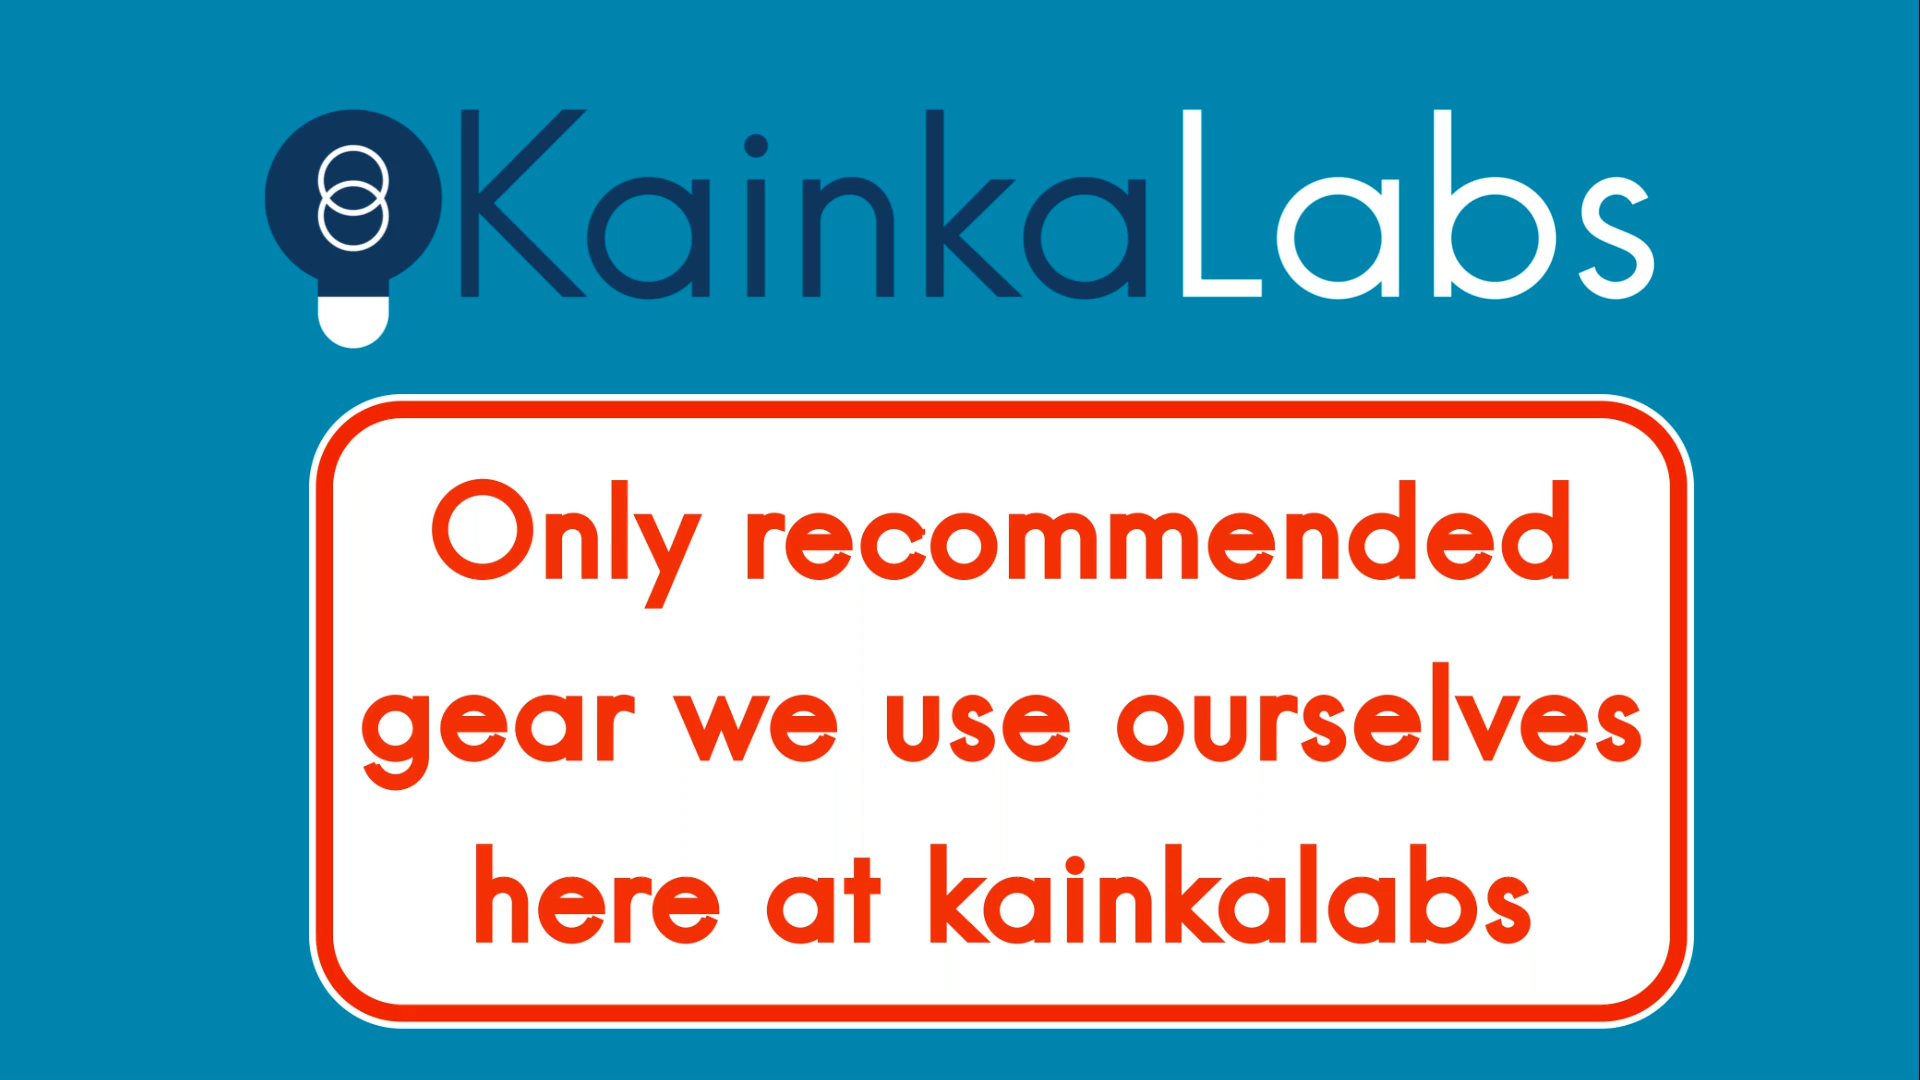 KainkaLabs
Only recommended
gear we use ourselves
here at kainkalabs